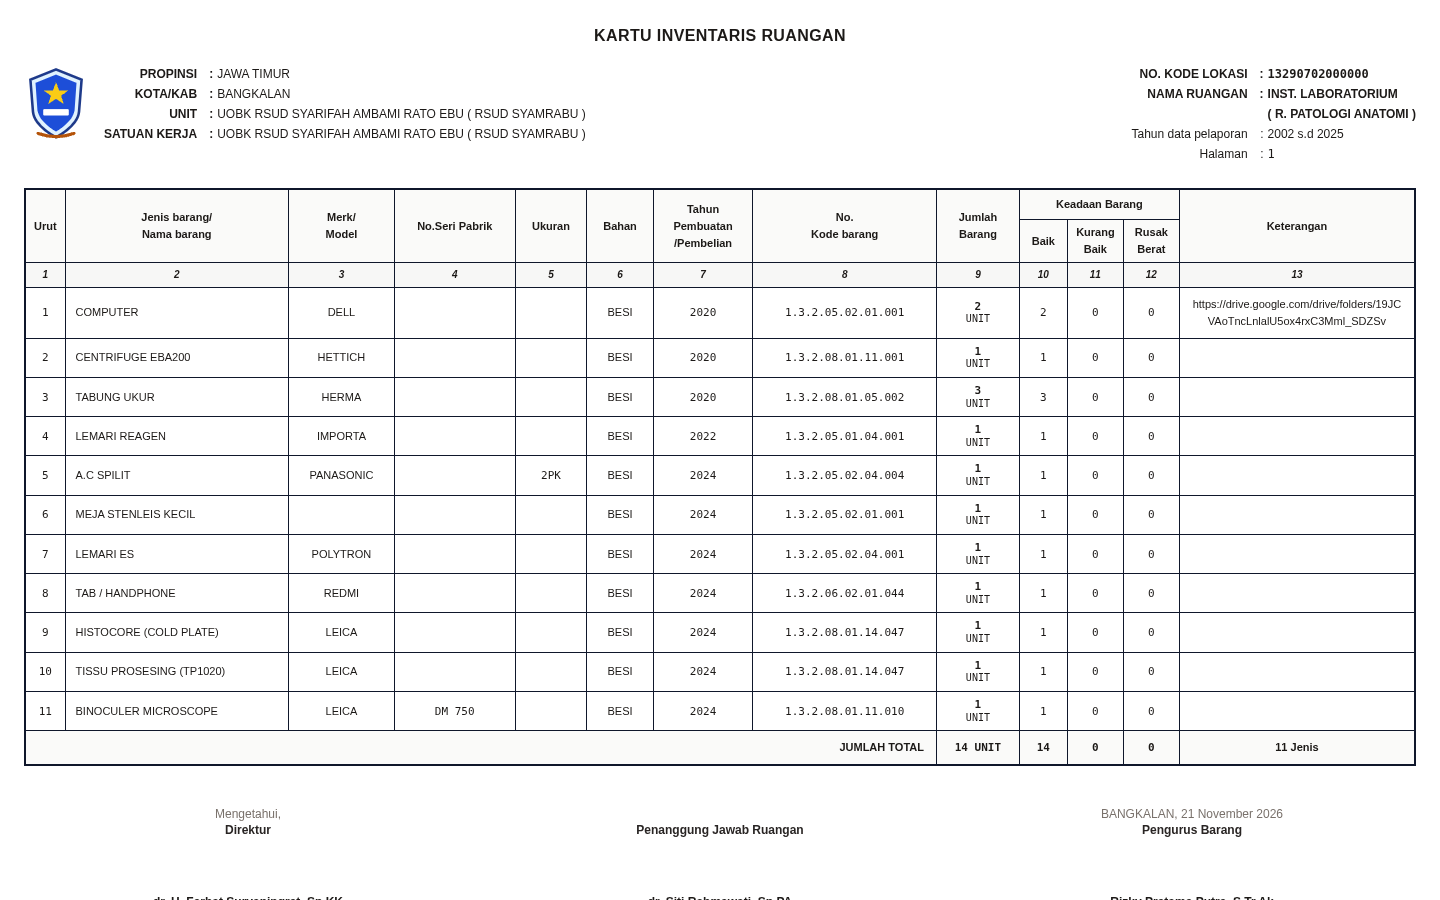 KARTU INVENTARIS RUANGAN
PROPINSI : JAWA TIMUR
KOTA/KAB : BANGKALAN
UNIT : UOBK RSUD SYARIFAH AMBAMI RATO EBU ( RSUD SYAMRABU )
SATUAN KERJA : UOBK RSUD SYARIFAH AMBAMI RATO EBU ( RSUD SYAMRABU )
NO. KODE LOKASI : 13290702000000
NAMA RUANGAN : INST. LABORATORIUM
( R. PATOLOGI ANATOMI )
Tahun data pelaporan : 2002 s.d 2025
Halaman : 1
Urut Jenis barang/ Nama barang Merk/ Model No.Seri Pabrik Ukuran Bahan Tahun Pembuatan /Pembelian No. Kode barang Jumlah Barang Keadaan Barang Keterangan
Baik Kurang Baik Rusak Berat
1 2 3 4 5 6 7 8 9 10 11 12 13
1 COMPUTER DELL BESI 2020 1.3.2.05.02.01.001 2 UNIT 2 0 0 https://drive.google.com/drive/folders/19JC
VAoTncLnlalU5ox4rxC3Mml_SDZSv
2 CENTRIFUGE EBA200 HETTICH BESI 2020 1.3.2.08.01.11.001 1 UNIT 1 0 0
3 TABUNG UKUR HERMA BESI 2020 1.3.2.08.01.05.002 3 UNIT 3 0 0
4 LEMARI REAGEN IMPORTA BESI 2022 1.3.2.05.01.04.001 1 UNIT 1 0 0
5 A.C SPILIT PANASONIC 2PK BESI 2024 1.3.2.05.02.04.004 1 UNIT 1 0 0
6 MEJA STENLEIS KECIL BESI 2024 1.3.2.05.02.01.001 1 UNIT 1 0 0
7 LEMARI ES POLYTRON BESI 2024 1.3.2.05.02.04.001 1 UNIT 1 0 0
8 TAB / HANDPHONE REDMI BESI 2024 1.3.2.06.02.01.044 1 UNIT 1 0 0
9 HISTOCORE (COLD PLATE) LEICA BESI 2024 1.3.2.08.01.14.047 1 UNIT 1 0 0
10 TISSU PROSESING (TP1020) LEICA BESI 2024 1.3.2.08.01.14.047 1 UNIT 1 0 0
11 BINOCULER MICROSCOPE LEICA DM 750 BESI 2024 1.3.2.08.01.11.010 1 UNIT 1 0 0
JUMLAH TOTAL 14 UNIT 14 0 0 11 Jenis
Mengetahui, BANGKALAN, 21 November 2026
Direktur Penanggung Jawab Ruangan Pengurus Barang